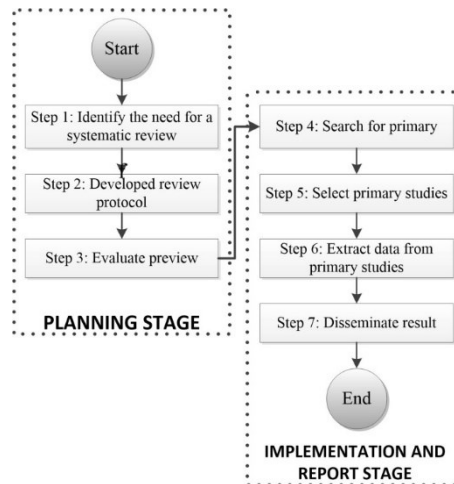 Start
Step 1: Identify the need for a
systematic review
Step 2: Developed review
protocol
Step 3: Evaluate preview
PLANNING STAGE
Step 4: Search for primary
Step 5: Select primary studies
Step 6: Extract data from
primary studies
Step 7: Disseminate result
End
IMPLEMENTATION AND
REPORT STAGE